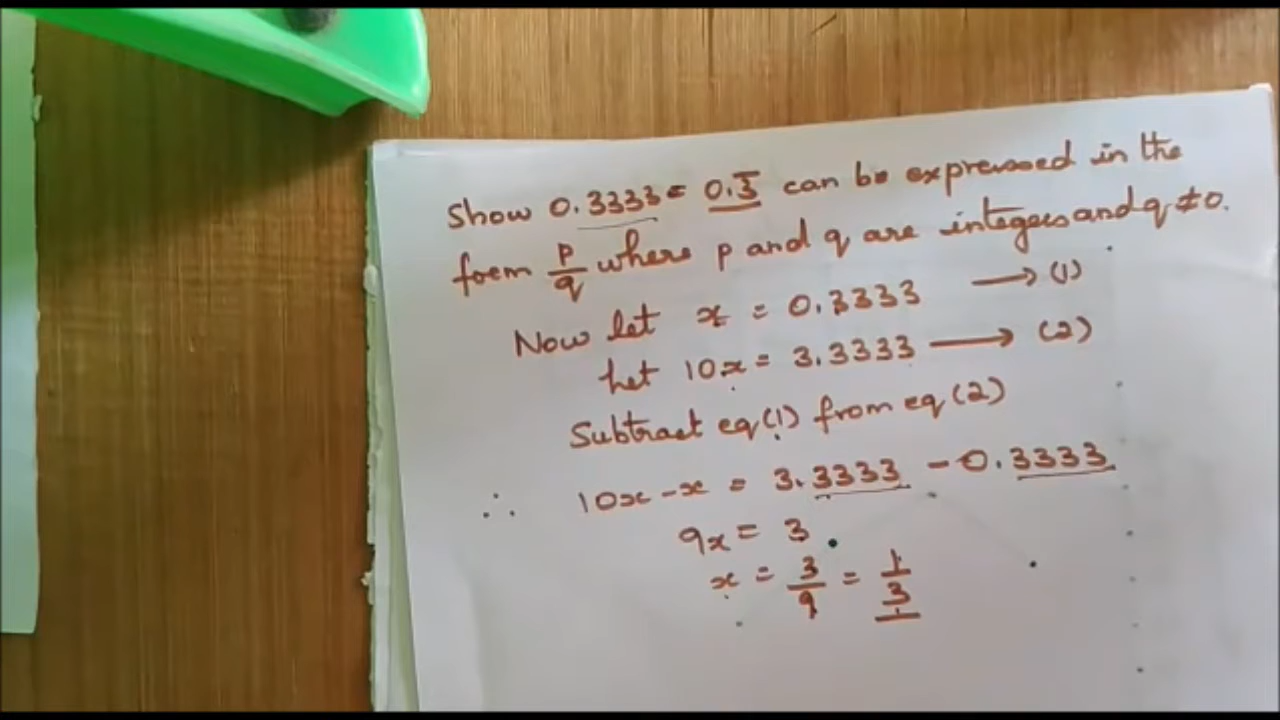 Show 0.3333 = 0.3̅ can be expressed in the
form p/q where p and q are integers and q ≠ 0.
Now let x = 0.3333 → (1)
Let 10x = 3.3333 → (2)
Subtract eq(1) from eq(2)
∴ 10x - x = 3.3333 - 0.3333
9x = 3
x = 3/9 = 1/3